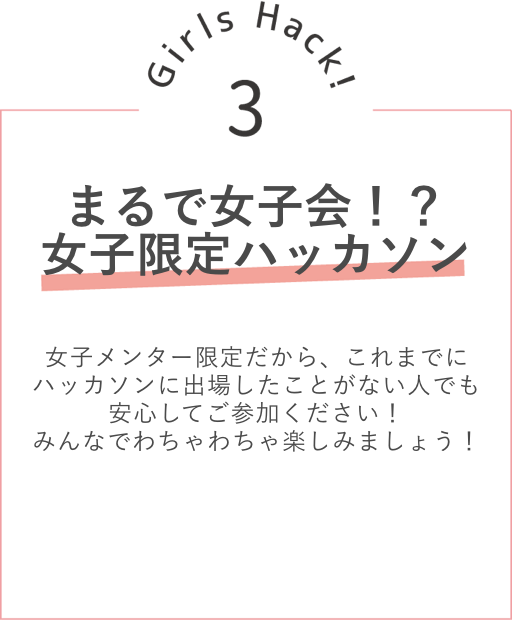 Girls Hack!
3
まるで女子会！？
女子限定ハッカソン
女子メンター限定だから、これまでに
ハッカソンに出場したことがない人でも
安心してご参加ください！
みんなでわちゃわちゃ楽しみましょう！